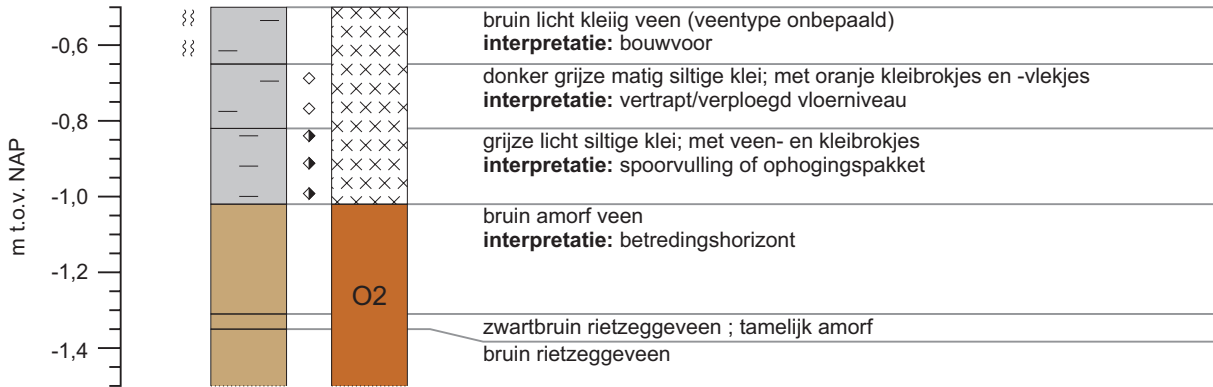 bruin licht kleiig veen (veentype onbepaald)
interpretatie: bouwvoor
donker grijze matig siltige klei; met oranje kleibrokjes en -vlekjes
interpretatie: vertrapt/verploegd vloerniveau
grijze licht siltige klei; met veen- en kleibrokjes
interpretatie: spoorvulling of ophogingspakket
bruin amorf veen
interpretatie: betredingshorizont
zwartbruin rietzeggeveen ; tamelijk amorf
bruin rietzeggeveen
O2
m t.o.v. NAP
-0,6
-0,8
-1,0
-1,2
-1,4